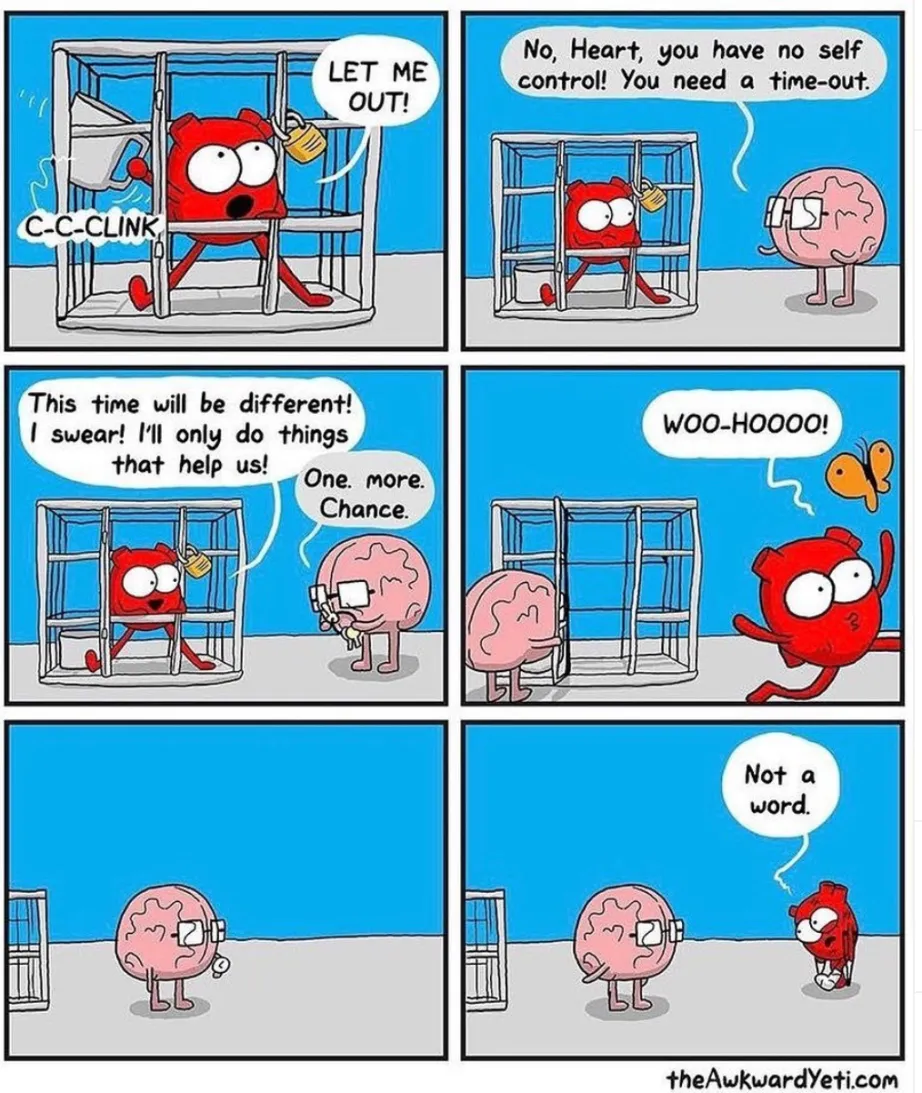 LET ME
OUT!
C-C-CLINK
No, Heart, you have no self
control! You need a time-out.
This time will be different!
I swear! I'll only do things
that help us!
One. more.
Chance.
WOO-HOOOO!
Not a
word.
theAwkwardYeti.com